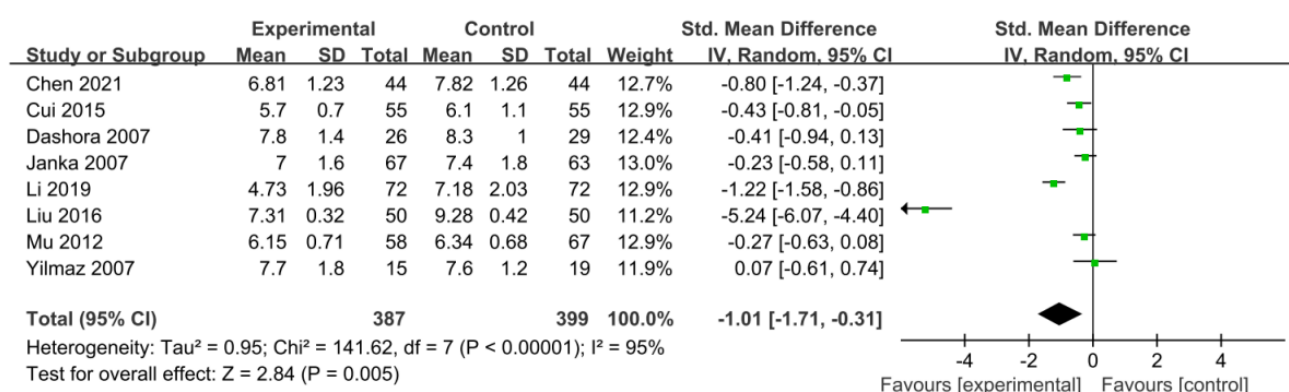 Experimental Control Std. Mean Difference Std. Mean Difference
Study or Subgroup Mean SD Total Mean SD Total Weight IV, Random, 95% CI IV, Random, 95% CI
Chen 2021 6.81 1.23 44 7.82 1.26 44 12.7% -0.80 [-1.24, -0.37]
Cui 2015 5.7 0.7 55 6.1 1.1 55 12.9% -0.43 [-0.81, -0.05]
Dashora 2007 7.8 1.4 26 8.3 1 29 12.4% -0.41 [-0.94, 0.13]
Janka 2007 7 1.6 67 7.4 1.8 63 13.0% -0.23 [-0.58, 0.11]
Li 2019 4.73 1.96 72 7.18 2.03 72 12.9% -1.22 [-1.58, -0.86]
Liu 2016 7.31 0.32 50 9.28 0.42 50 11.2% -5.24 [-6.07, -4.40]
Mu 2012 6.15 0.71 58 6.34 0.68 67 12.9% -0.27 [-0.63, 0.08]
Yilmaz 2007 7.7 1.8 15 7.6 1.2 19 11.9% 0.07 [-0.61, 0.74]
Total (95% CI) 387 399 100.0% -1.01 [-1.71, -0.31]
Heterogeneity: Tau² = 0.95; Chi² = 141.62, df = 7 (P < 0.00001); I² = 95%
Test for overall effect: Z = 2.84 (P = 0.005)
-4 -2 0 2 4
Favours [experimental] Favours [control]